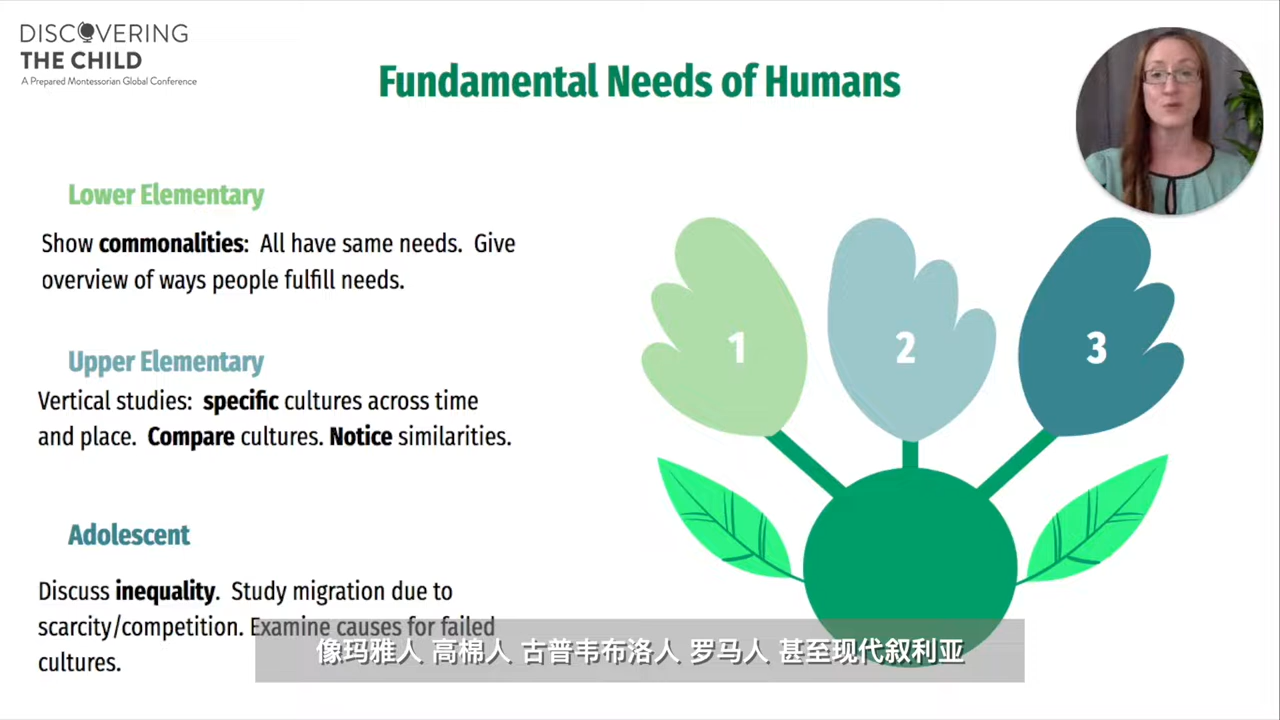 DISCOVERING
THE CHILD
A Prepared Montessorian Global Conference
Fundamental Needs of Humans
Lower Elementary
Show commonalities: All have same needs. Give
overview of ways people fulfill needs.
Upper Elementary
Vertical studies: specific cultures across time
and place. Compare cultures. Notice similarities.
Adolescent
Discuss inequality. Study migration due to
scarcity/competition. Examine causes for failed
cultures.
1
2
3
像玛雅人 高棉人 古普韦布洛人 罗马人 甚至现代叙利亚